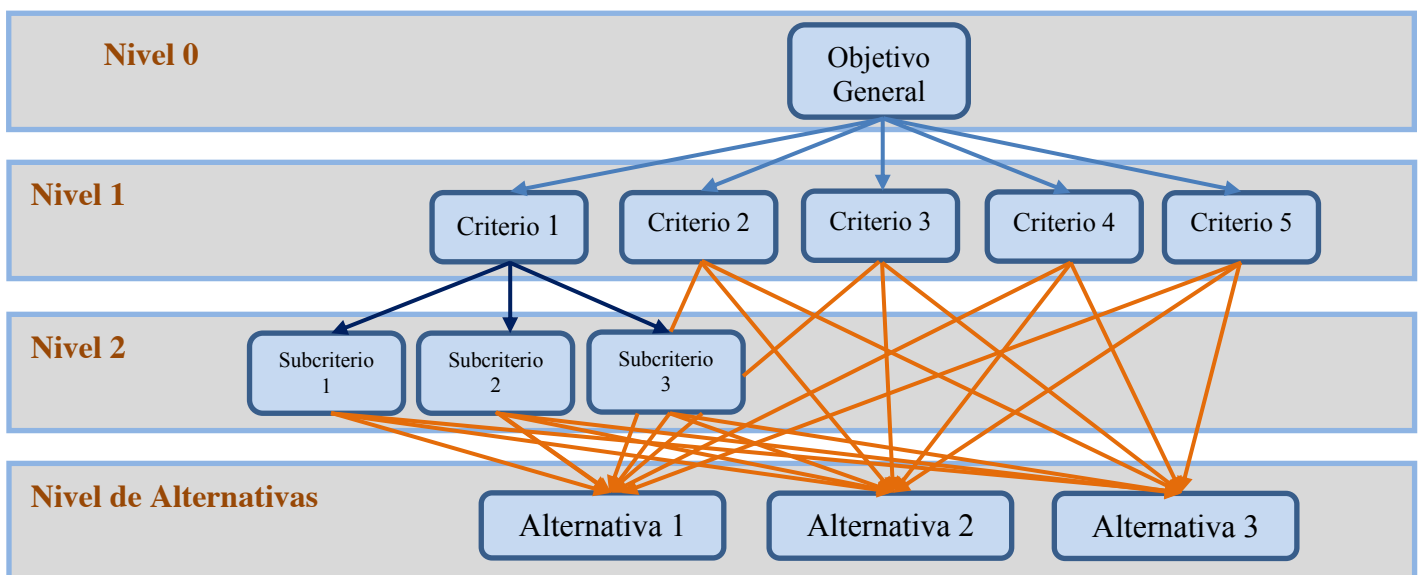 Nivel 0
Objetivo
General
Nivel 1
Criterio 1
Criterio 2
Criterio 3
Criterio 4
Criterio 5
Nivel 2
Subcriterio
1
Subcriterio
2
Subcriterio
3
Nivel de Alternativas
Alternativa 1
Alternativa 2
Alternativa 3